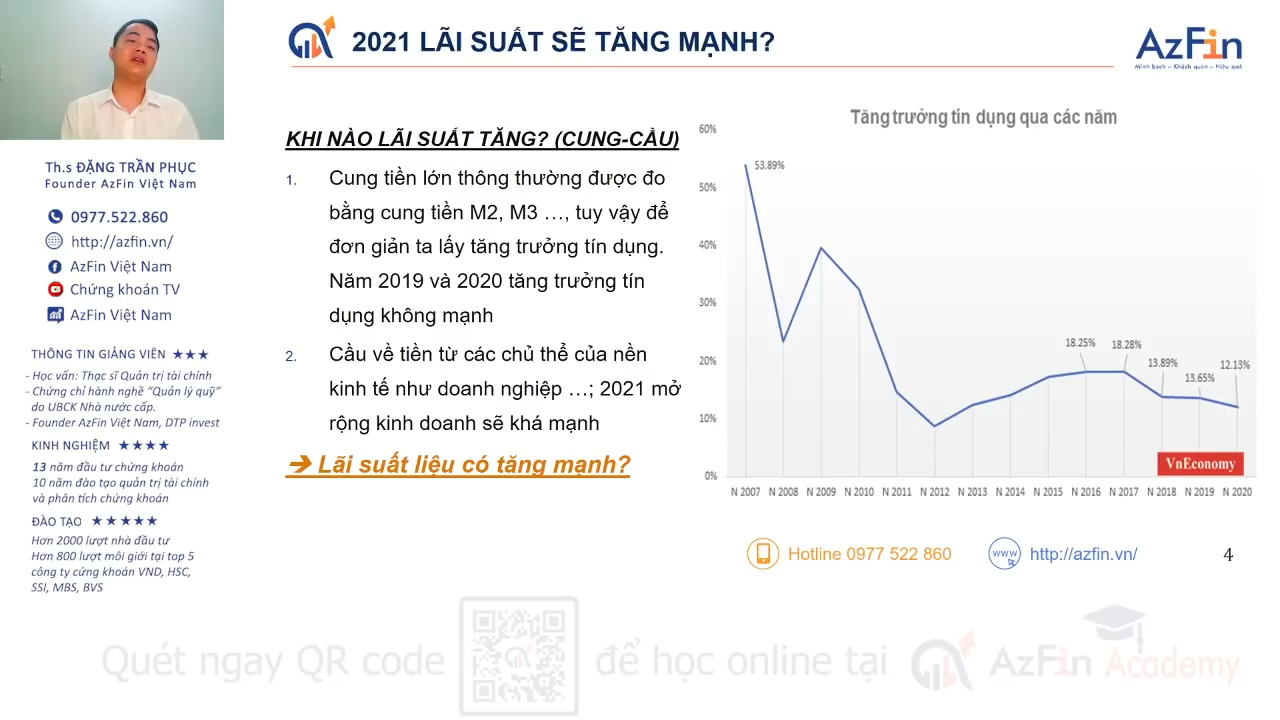 2021 LÃI SUẤT SẼ TĂNG MẠNH?
AzFin
Minh bạch – Khách quan – Hiệu quả
Th.s ĐẶNG TRẦN PHỤC
Founder AzFin Việt Nam
0977.522.860
http://azfin.vn/
AzFin Việt Nam
Chứng khoán TV
AzFin Việt Nam
THÔNG TIN GIẢNG VIÊN ★★★
- Học vấn: Thạc sĩ Quản trị tài chính
- Chứng chỉ hành nghề “Quản lý quỹ”
do UBCK Nhà nước cấp.
- Founder AzFin Việt Nam, DTP invest
KINH NGHIỆM ★★★★
13 năm đầu tư chứng khoán
10 năm đào tạo quản trị tài chính
và phân tích chứng khoán
ĐÀO TẠO ★★★★★
Hơn 2000 lượt nhà đầu tư
Hơn 800 lượt môi giới tại top 5
công ty cứng khoán VND, HSC,
SSI, MBS, BVS
KHI NÀO LÃI SUẤT TĂNG? (CUNG-CẦU)
1. Cung tiền lớn thông thường được đo
bằng cung tiền M2, M3 …, tuy vậy để
đơn giản ta lấy tăng trưởng tín dụng.
Năm 2019 và 2020 tăng trưởng tín
dụng không mạnh
2. Cầu về tiền từ các chủ thể của nền
kinh tế như doanh nghiệp …; 2021 mở
rộng kinh doanh sẽ khá mạnh
➔ Lãi suất liệu có tăng mạnh?
Tăng trưởng tín dụng qua các năm
60%
50%
40%
30%
20%
10%
0%
53.89%
18.25%
18.28%
13.89%
13.65%
12.13%
VnEconomy
N 2007 N 2008 N 2009 N 2010 N 2011 N 2012 N 2013 N 2014 N 2015 N 2016 N 2017 N 2018 N 2019 N 2020
Hotline 0977 522 860
www
http://azfin.vn/
4
Quét ngay QR code để học online tại AzFin Academy